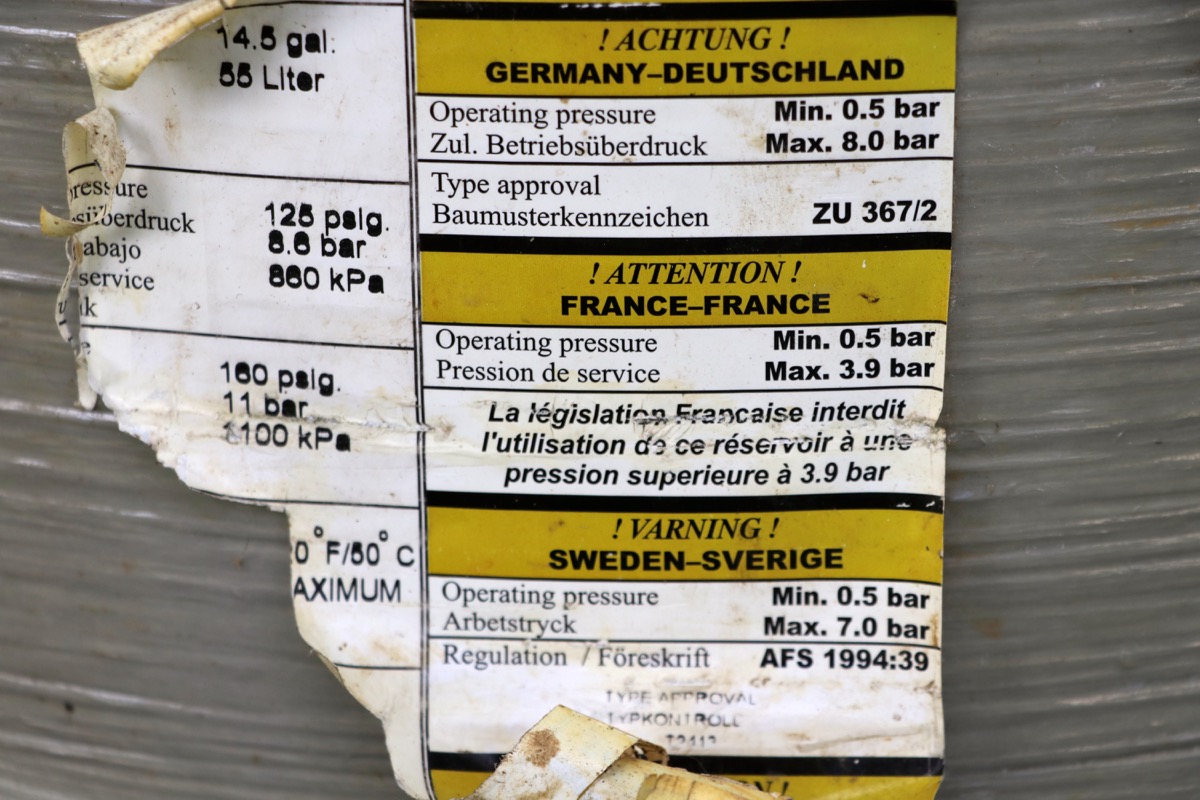 14.5 gal:
55 Liter
ressure
süberdruck
abajo
service
125 psig.
8.6 bar
860 kPa
160 psig.
11 bar
1100 kPa
0°F/50°C
AXIMUM
! ACHTUNG !
GERMANY–DEUTSCHLAND
Operating pressure Min. 0.5 bar
Zul. Betriebsüberdruck Max. 8.0 bar
Type approval
Baumusterkennzeichen ZU 367/2
! ATTENTION !
FRANCE–FRANCE
Operating pressure Min. 0.5 bar
Pression de service Max. 3.9 bar
La législation Francaise interdit
l'utilisation de ce réservoir à une
pression superieure à 3.9 bar
! VARNING !
SWEDEN–SVERIGE
Operating pressure Min. 0.5 bar
Arbetstryck Max. 7.0 bar
Regulation / Föreskrift AFS 1994:39
TYPE APPROVAL
TYPKONTROLL